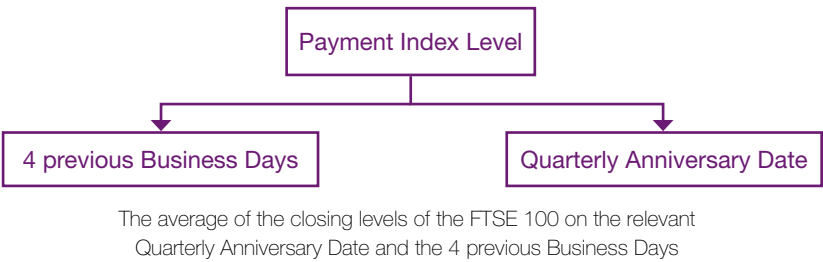 Payment Index Level
4 previous Business Days
Quarterly Anniversary Date
The average of the closing levels of the FTSE 100 on the relevant
Quarterly Anniversary Date and the 4 previous Business Days